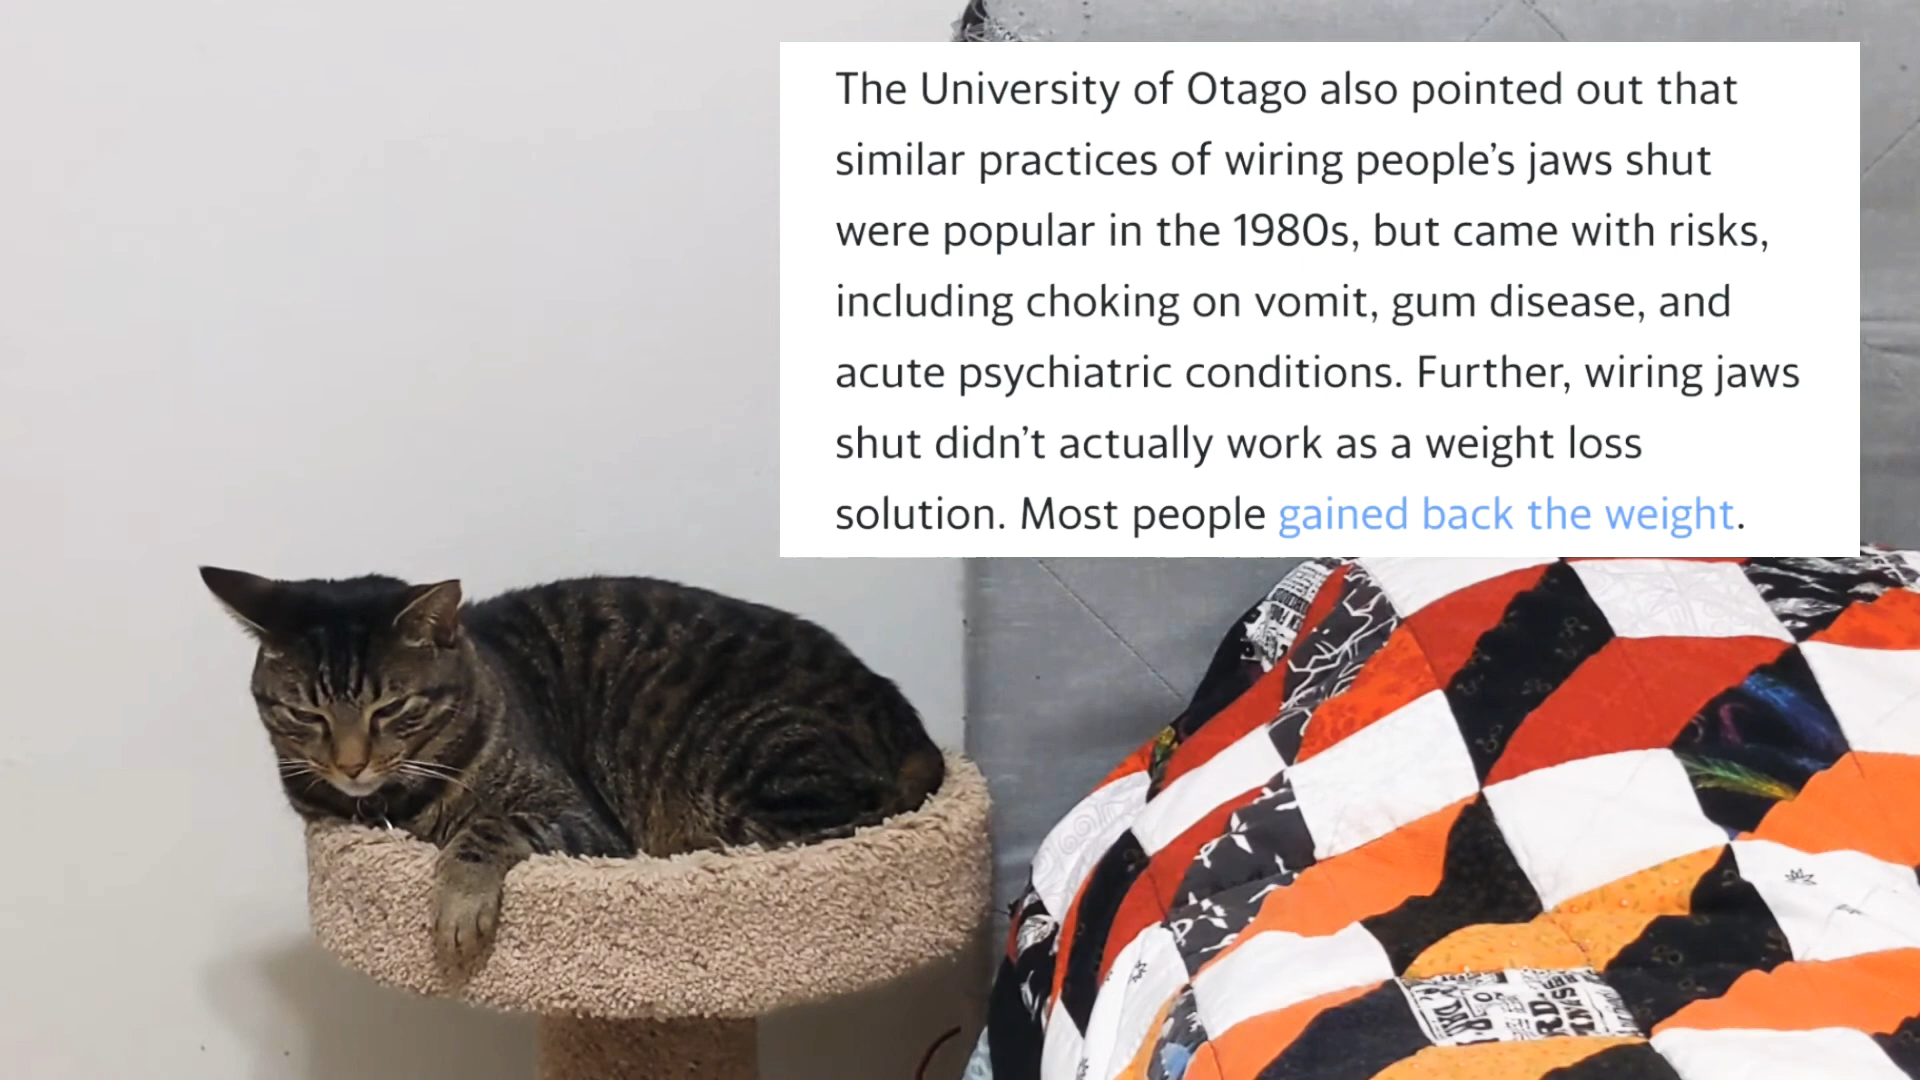 The University of Otago also pointed out that
similar practices of wiring people’s jaws shut
were popular in the 1980s, but came with risks,
including choking on vomit, gum disease, and
acute psychiatric conditions. Further, wiring jaws
shut didn’t actually work as a weight loss
solution. Most people gained back the weight.